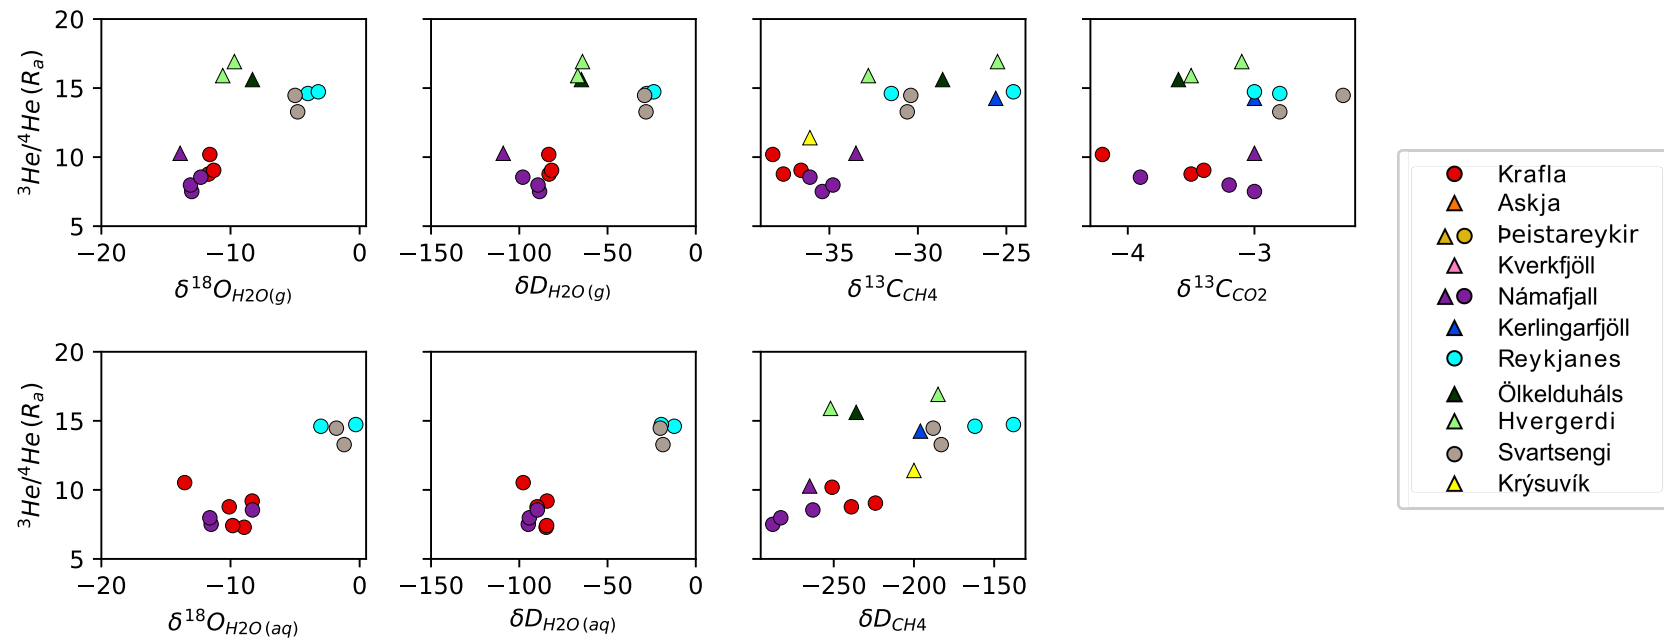 20
15
10
5
³He/⁴He (Rₐ)
−20 −10 0
δ¹⁸O_H2O(g)
−150 −100 −50 0
δD_H2O(g)
−35 −30 −25
δ¹³C_CH4
−4 −3
δ¹³C_CO2
20
15
10
5
³He/⁴He (Rₐ)
−20 −10 0
δ¹⁸O_H2O(aq)
−150 −100 −50 0
δD_H2O(aq)
−250 −200 −150
δD_CH4
Krafla
Askja
Þeistareykir
Kverkfjöll
Námafjall
Kerlingarfjöll
Reykjanes
Ölkelduháls
Hvergerdi
Svartsengi
Krýsuvík